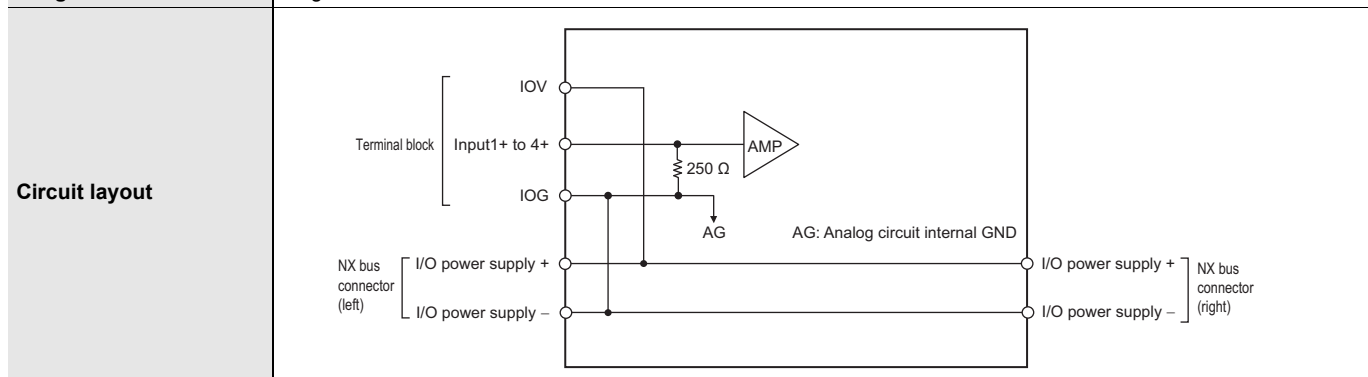 Circuit layout
IOV
Terminal block
Input1+ to 4+
AMP
250 Ω
IOG
AG
AG: Analog circuit internal GND
NX bus
connector
(left)
I/O power supply +
I/O power supply −
I/O power supply +
I/O power supply −
NX bus
connector
(right)